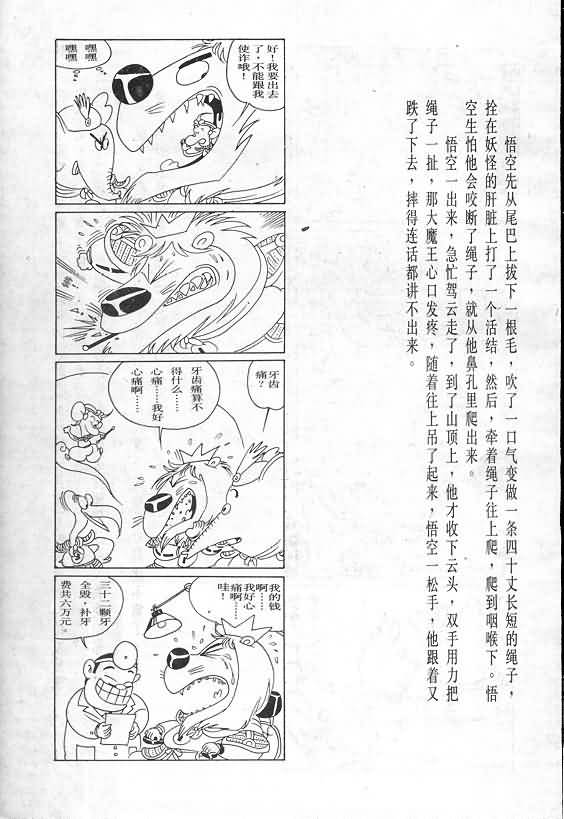 悟空先从尾巴上拔下一根毛，吹了一口气变做一条四十丈长短的绳子，
拴在妖怪的肝脏上打了一个活结，然后，牵着绳子往上爬，爬到咽喉下。悟
空生怕他会咬断了绳子，就从他鼻孔里爬出来。
悟空一出来，急忙驾云走了，到了山顶上，他才收下云头，双手用力把
绳子一扯，那大魔王心口发疼，随着往上吊了起来，悟空一松手，他跟着又
跌了下去，摔得连话都讲不出来。
好！我要出去
了，不能跟我
使诈哦！
嘿嘿
嘿嘿
牙齿
痛？
牙齿痛算不
得什么……
心痛……我好
心痛啊……
我的钱
啊……
我好心
痛啊……
哇！
三十二颗牙
全毁，补牙
费共六万元。